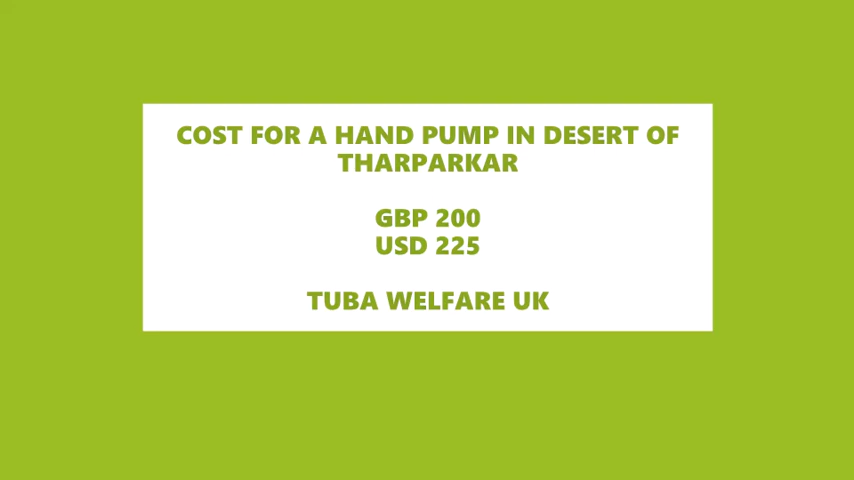 COST FOR A HAND PUMP IN DESERT OF
THARPARKAR
GBP 200
USD 225
TUBA WELFARE UK